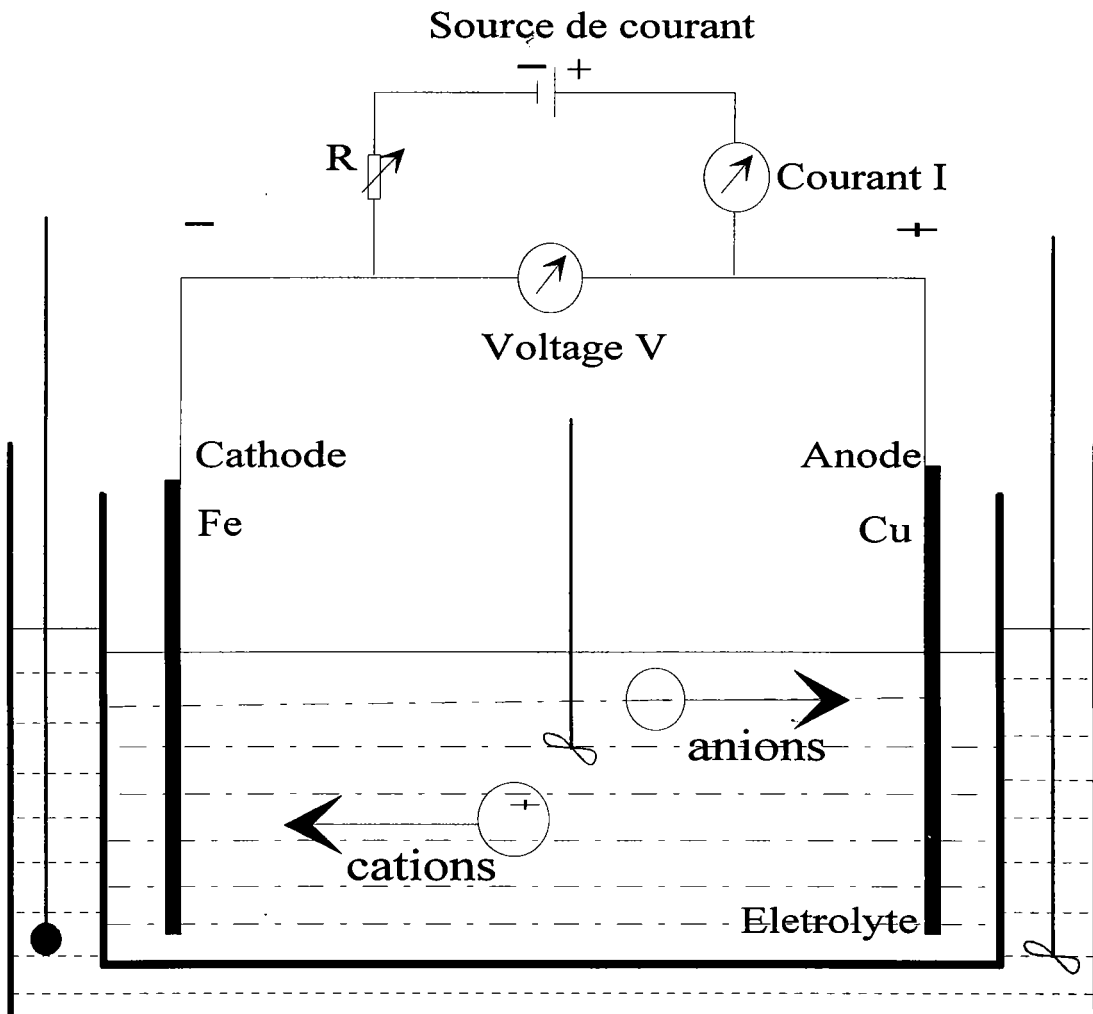 Source de courant
− +
R
Courant I
− +
Voltage V
Cathode
Anode
Fe
Cu
−
anions
+
cations
Eletrolyte